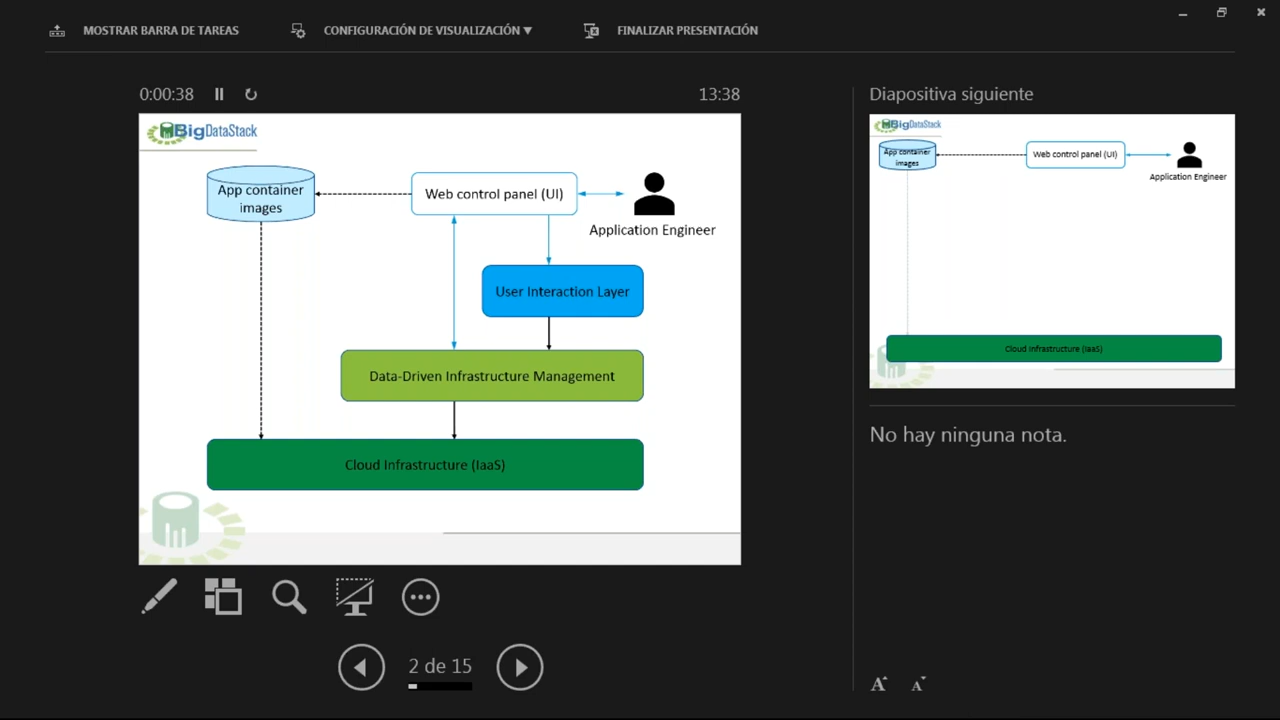 MOSTRAR BARRA DE TAREAS
CONFIGURACIÓN DE VISUALIZACIÓN ▼
FINALIZAR PRESENTACIÓN
0:00:38
13:38
BigDataStack
App container
images
Web control panel (UI)
Application Engineer
User Interaction Layer
Data-Driven Infrastructure Management
Cloud Infrastructure (IaaS)
2 de 15
Diapositiva siguiente
BigDataStack
App container
images
Web control panel (UI)
Application Engineer
Cloud Infrastructure (IaaS)
No hay ninguna nota.
A
A